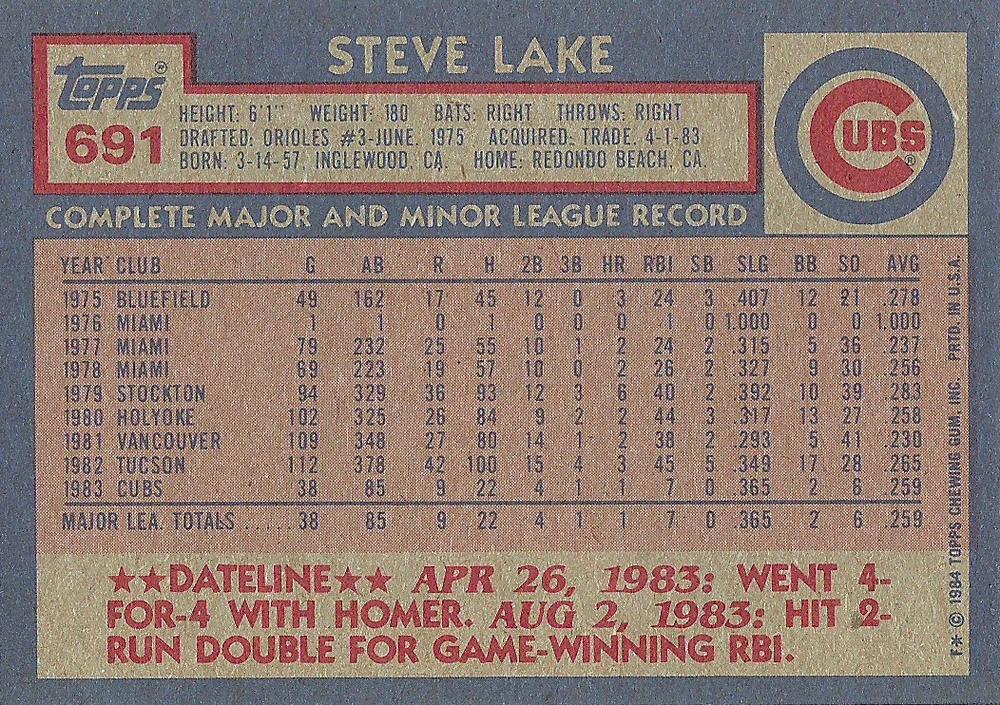 STEVE LAKE
TOPPS®
691
HEIGHT: 6'1" WEIGHT: 180 BATS: RIGHT THROWS: RIGHT
DRAFTED: ORIOLES #3-JUNE, 1975 ACQUIRED: TRADE, 4-1-83
BORN: 3-14-57, INGLEWOOD, CA. HOME: REDONDO BEACH, CA.
CUBS®
COMPLETE MAJOR AND MINOR LEAGUE RECORD
YEAR CLUB G AB R H 2B 3B HR RBI SB SLG BB SO AVG
1975 BLUEFIELD 49 162 17 45 12 0 3 24 3 .407 12 21 .278
1976 MIAMI 1 1 0 1 0 0 0 1 0 1.000 0 0 1.000
1977 MIAMI 79 232 25 55 10 1 2 24 2 .315 5 36 .237
1978 MIAMI 69 223 19 57 10 0 2 26 2 .327 9 30 .256
1979 STOCKTON 94 329 36 93 12 3 6 40 2 .392 10 39 .283
1980 HOLYOKE 102 325 26 84 9 2 2 44 3 .317 13 27 .258
1981 VANCOUVER 109 348 27 80 14 1 2 38 2 .293 5 41 .230
1982 TUCSON 112 378 42 100 15 4 3 45 5 .349 17 28 .265
1983 CUBS 38 85 9 22 4 1 1 7 0 .365 2 6 .259
MAJOR LEA. TOTALS ..... 38 85 9 22 4 1 1 7 0 .365 2 6 .259
★★DATELINE★★ APR 26, 1983: WENT 4-
FOR-4 WITH HOMER. AUG 2, 1983: HIT 2-
RUN DOUBLE FOR GAME-WINNING RBI.
F.* © 1984 TOPPS CHEWING GUM, INC. PRTD. IN U.S.A.